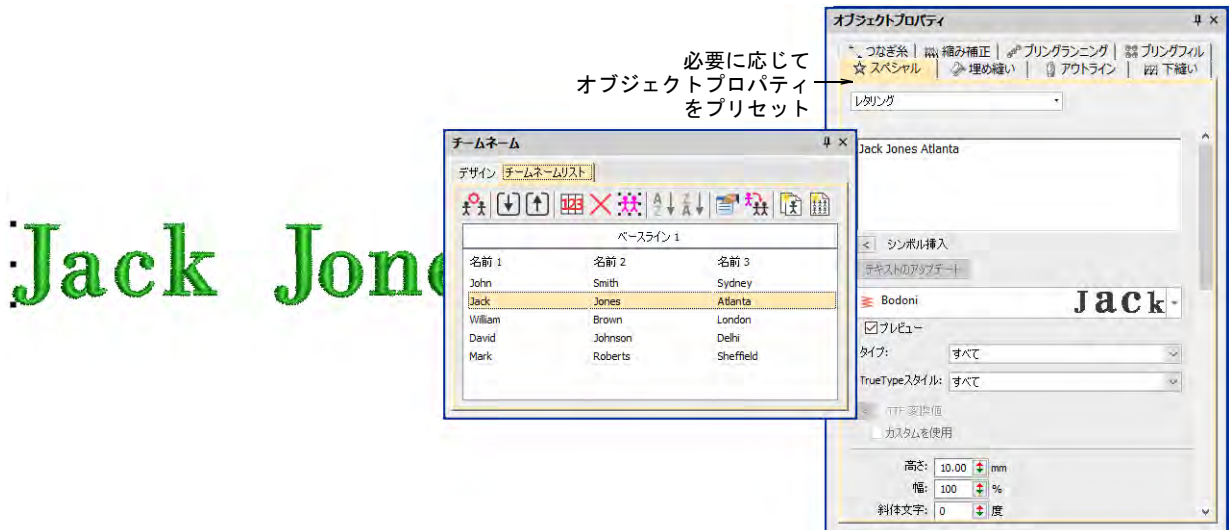 必要に応じて
オブジェクトプロパティ
をプリセット
Jack Jone
チームネーム
デザイン チームネームリスト
123 A Z Z A
ベースライン 1
名前 1 名前 2 名前 3
John Smith Sydney
Jack Jones Atlanta
William Brown London
David Johnson Delhi
Mark Roberts Sheffield
オブジェクトプロパティ
つなぎ糸 縮み補正 プリングランニング プリングフィル
スペシャル 埋め縫い アウトライン 下縫い
レタリング
Jack Jones Atlanta
< シンボル挿入
テキストのアップデート
Bodoni Jack
プレビュー
タイプ: すべて
TrueTypeスタイル: すべて
TTF 変換値
カスタムを使用
高さ: 10.00 mm
幅: 100 %
斜体文字: 0 度